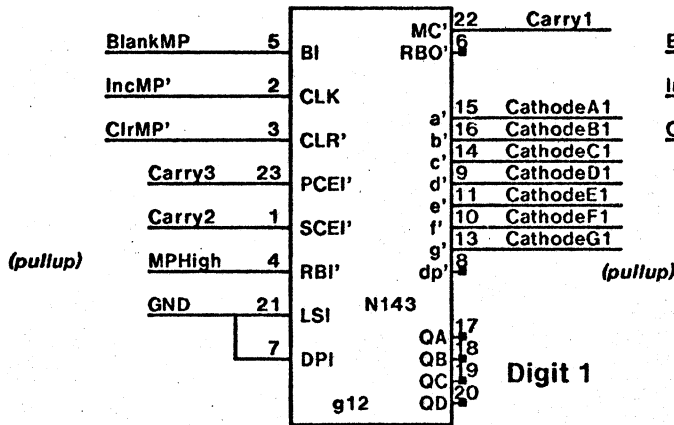 MC' 22 Carry1
BlankMP 5 BI RBO' 6
IncMP' 2 CLK
a' 15 CathodeA1
ClrMP' 3 CLR' b' 16 CathodeB1
c' 14 CathodeC1
Carry3 23 PCEI' d' 9 CathodeD1
e' 11 CathodeE1
Carry2 1 SCEI' f' 10 CathodeF1
g' 13 CathodeG1
(pullup) MPHigh 4 RBI' dp' 8 (pullup)
GND 21 LSI N143
QA 17
7 DPI QB 18
QC 19 Digit 1
g12 QD 20